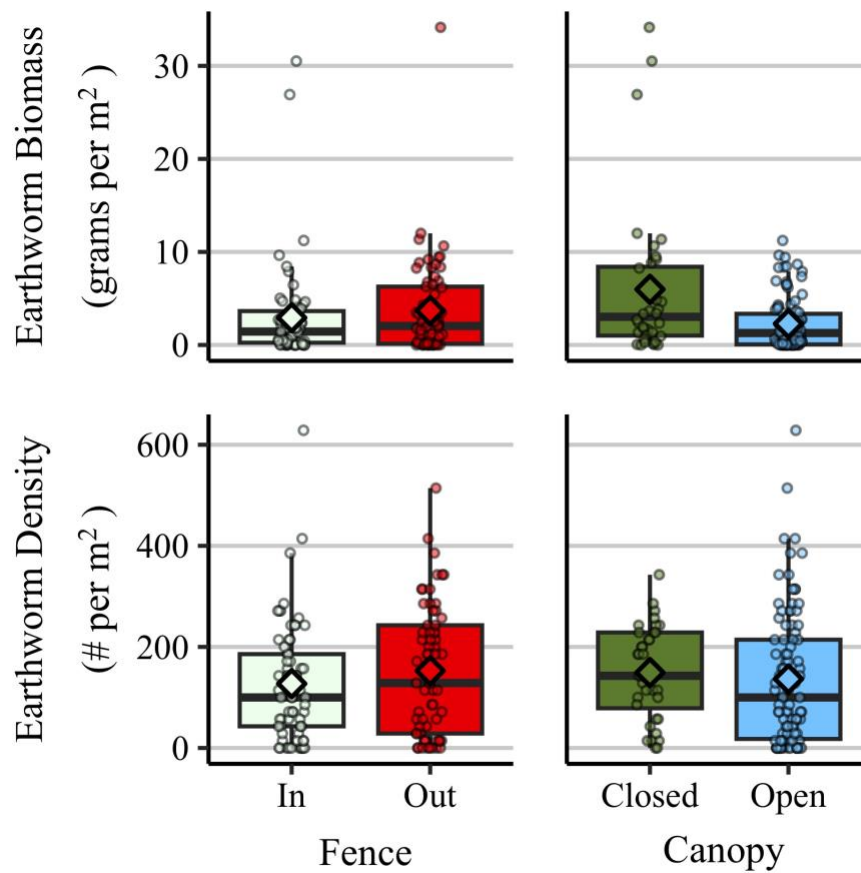 Earthworm Biomass
(grams per m² )
30
20
10
0
Earthworm Density
(# per m² )
600
400
200
0
In
Out
Closed
Open
Fence
Canopy